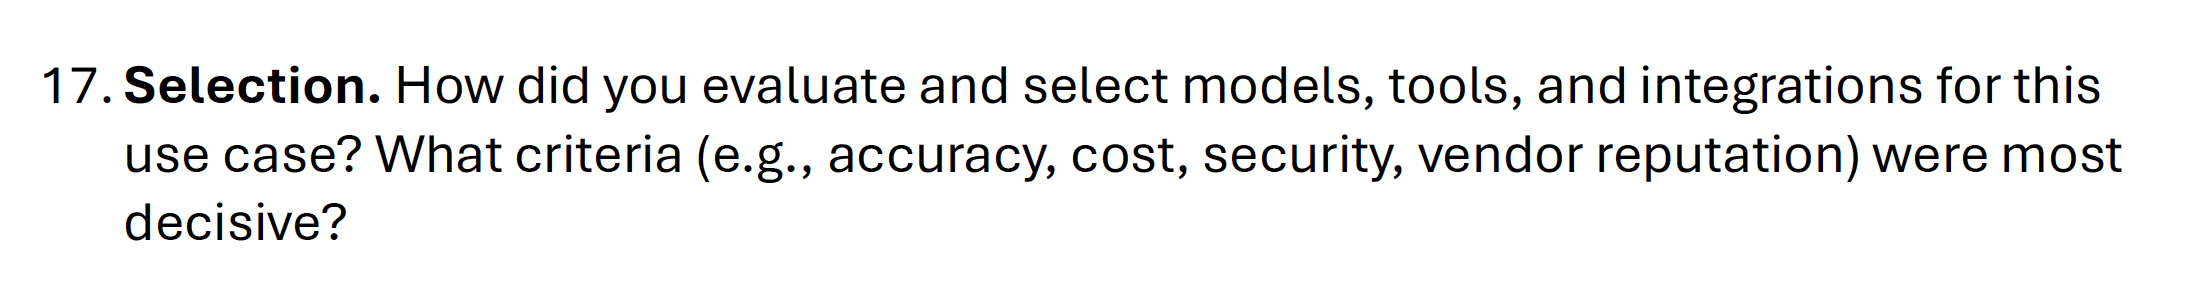 17. Selection. How did you evaluate and select models, tools, and integrations for this
use case? What criteria (e.g., accuracy, cost, security, vendor reputation) were most
decisive?